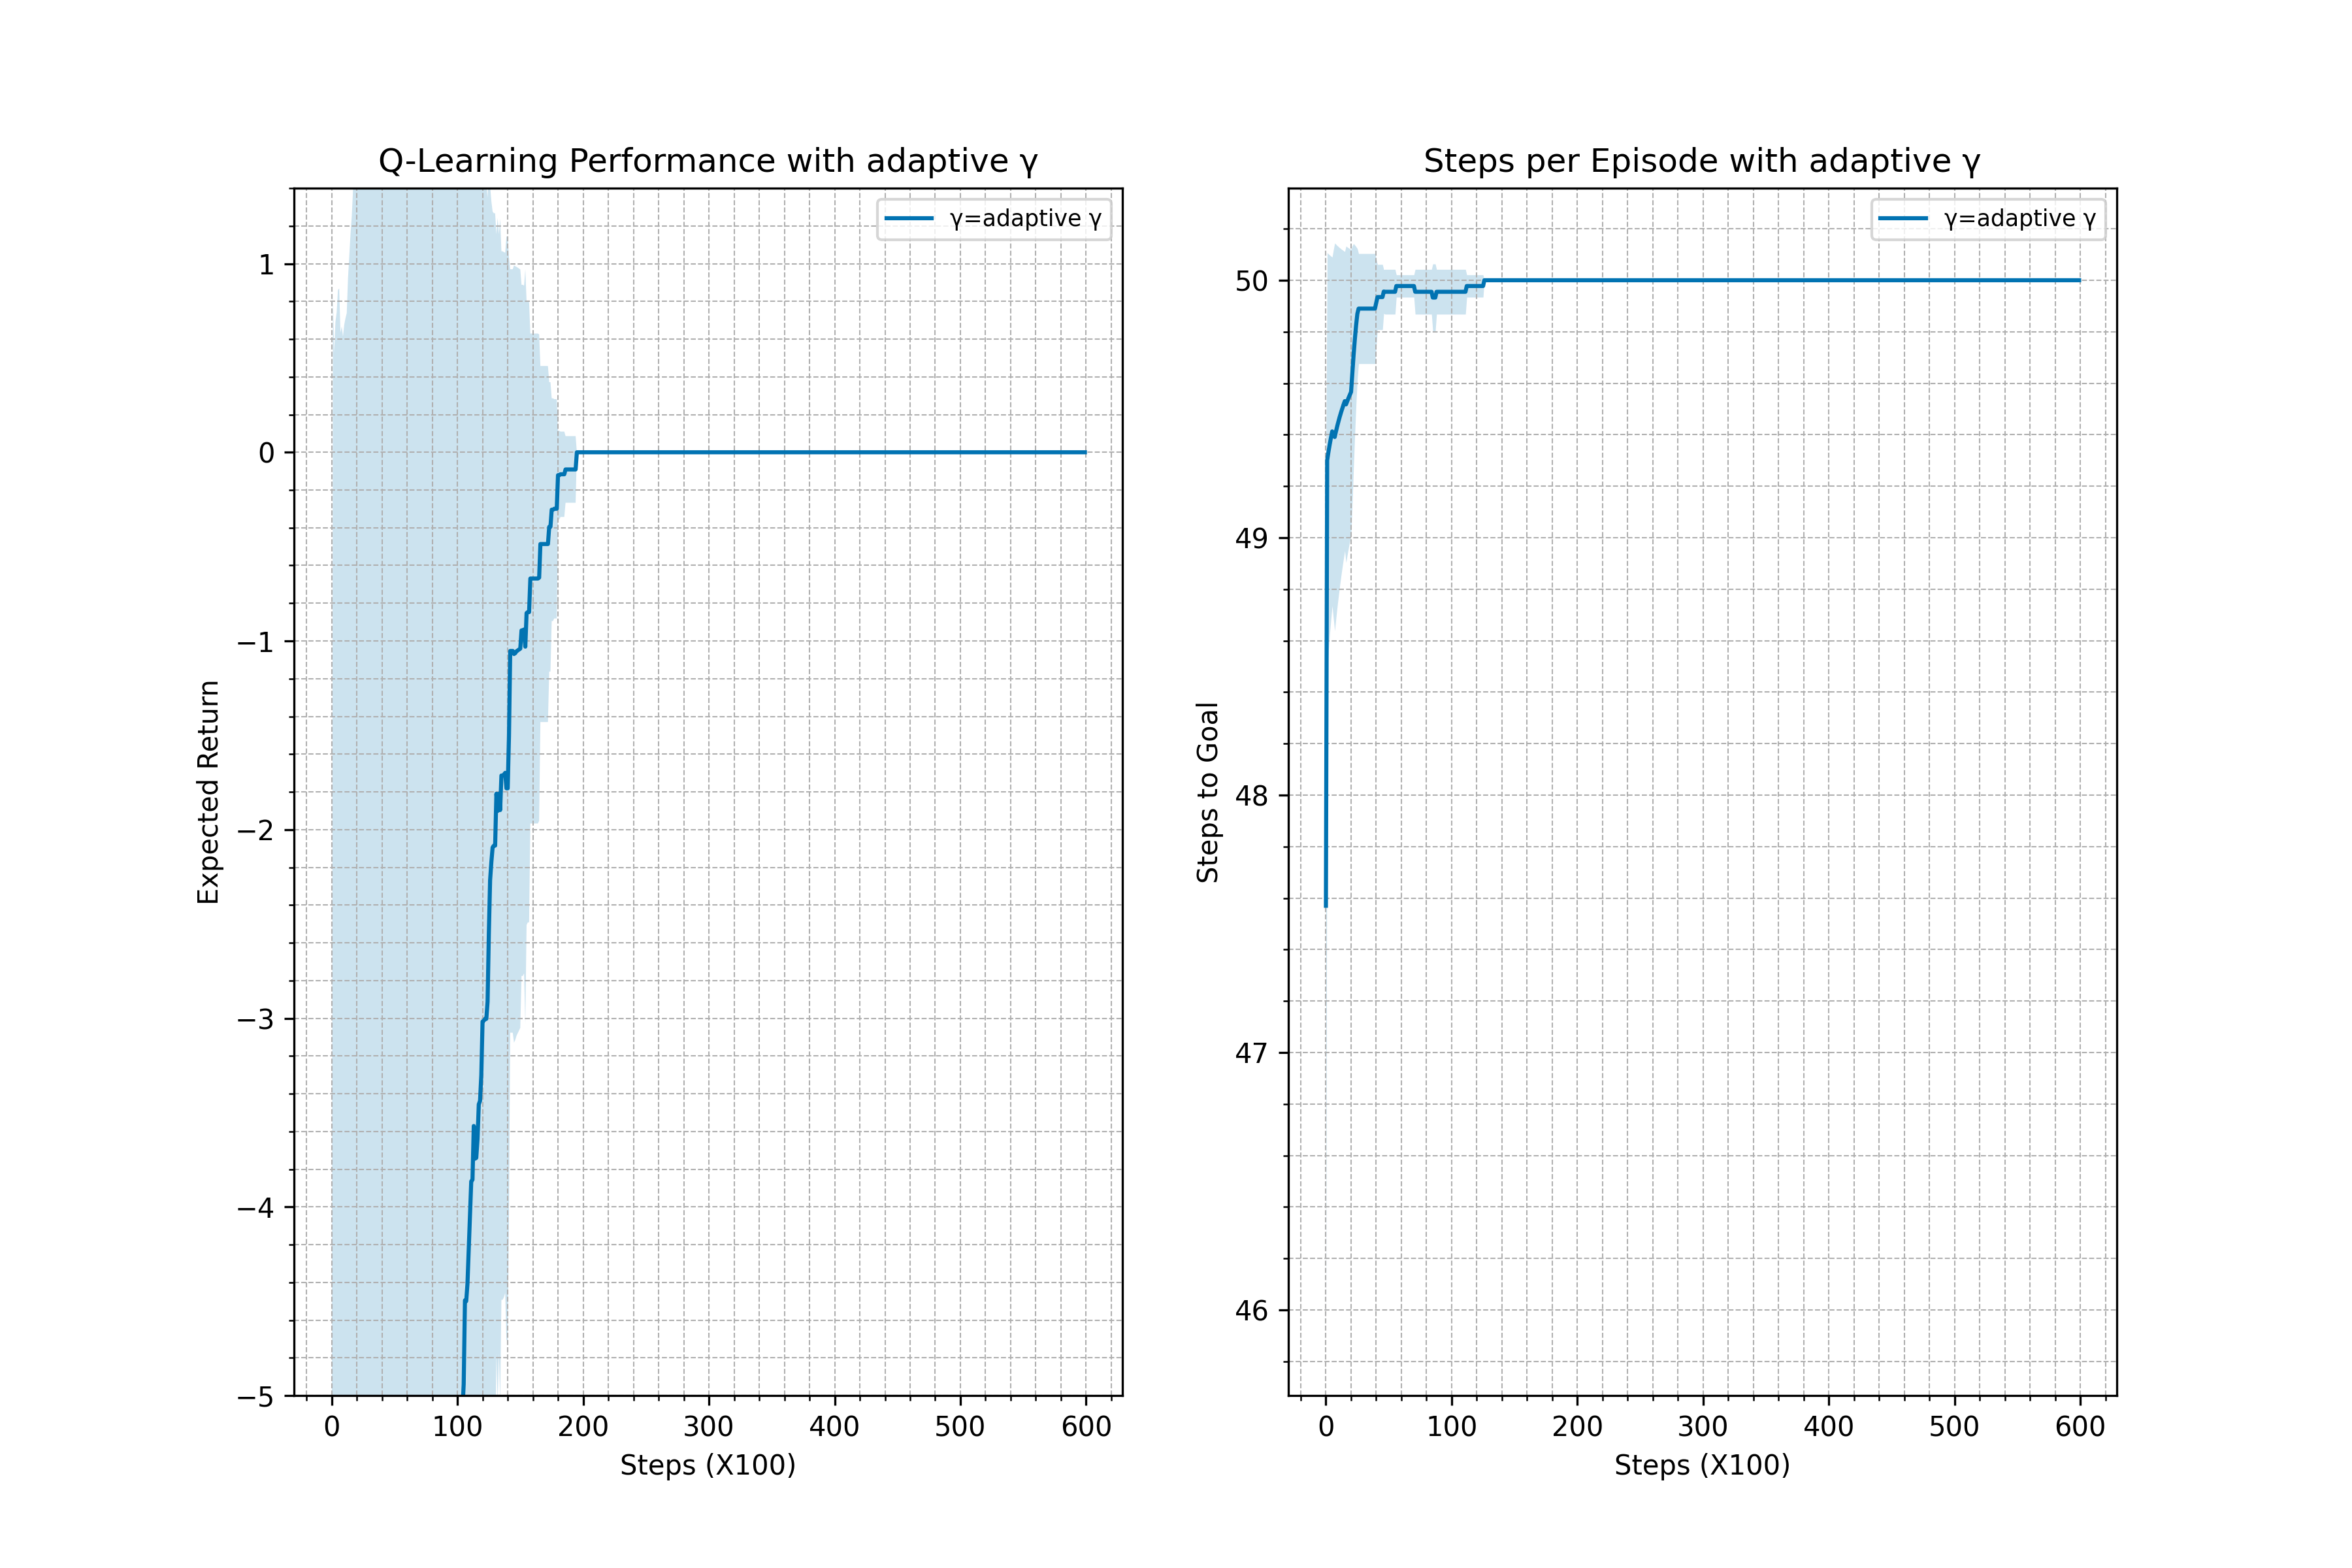 Q-Learning Performance with adaptive γ
γ=adaptive γ
1
0
−1
−2
−3
−4
−5
Expected Return
0 100 200 300 400 500 600
Steps (X100)
Steps per Episode with adaptive γ
γ=adaptive γ
50
49
48
47
46
Steps to Goal
0 100 200 300 400 500 600
Steps (X100)